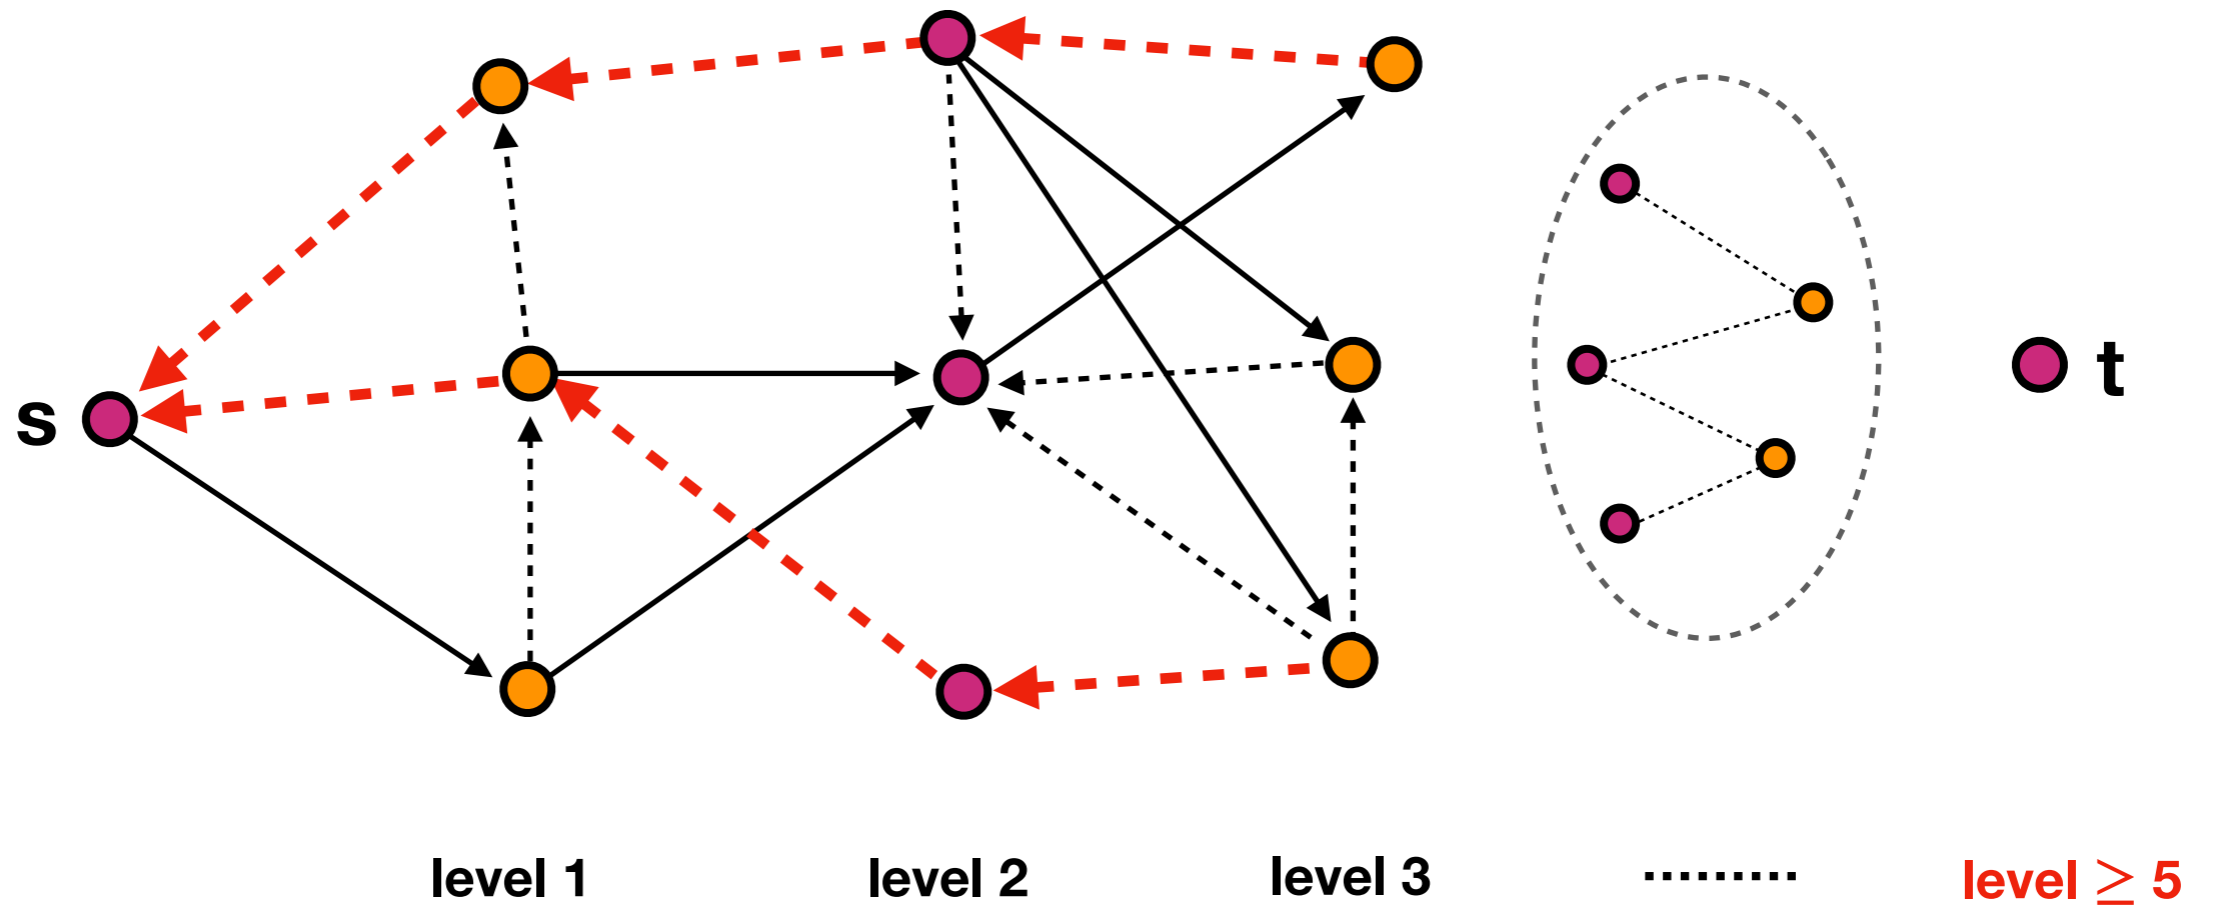 s
t
level 1
level 2
level 3
.........
level ≥ 5